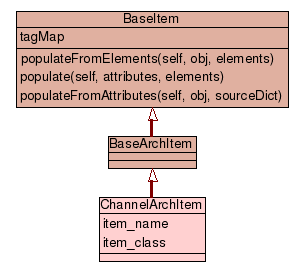 BaseItem
tagMap
populateFromElements(self, obj, elements)
populate(self, attributes, elements)
populateFromAttributes(self, obj, sourceDict)
BaseArchItem
ChannelArchItem
item_name
item_class